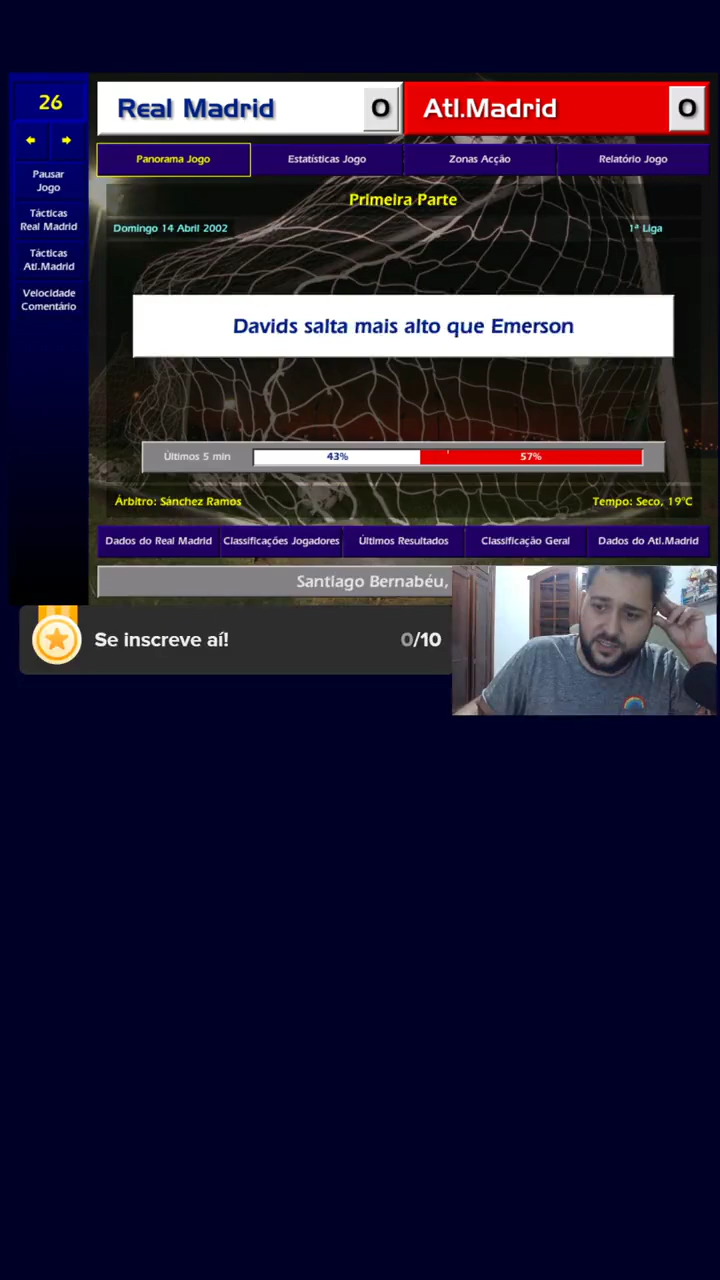 26
Real Madrid 0
Atl.Madrid 0
Panorama Jogo
Estatísticas Jogo
Zonas Acção
Relatório Jogo
Pausar
Jogo
Tácticas
Real Madrid
Tácticas
Atl.Madrid
Velocidade
Comentário
Primeira Parte
Domingo 14 Abril 2002
1ª Liga
Davids salta mais alto que Emerson
Últimos 5 min
43%
57%
Árbitro: Sánchez Ramos
Tempo: Seco, 19°C
Dados do Real Madrid
Classificações Jogadores
Últimos Resultados
Classificação Geral
Dados do Atl.Madrid
Santiago Bernabéu,
Se inscreve aí!
0/10